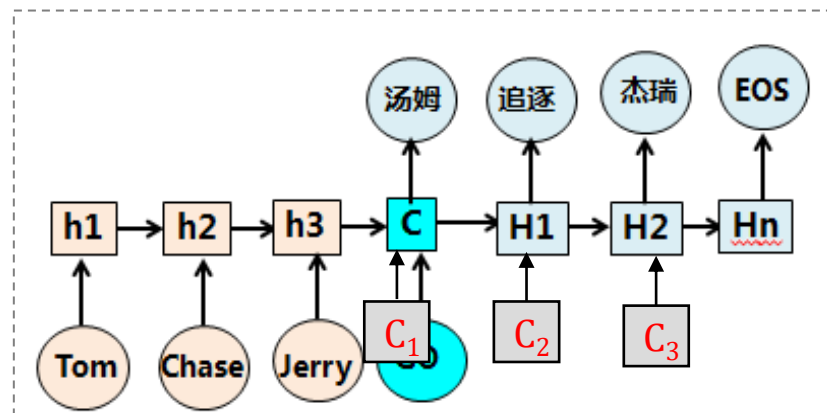 汤姆 追逐 杰瑞 EOS
h1 h2 h3 C H1 H2 Hn
C₁ C₂ C₃
Tom Chase Jerry